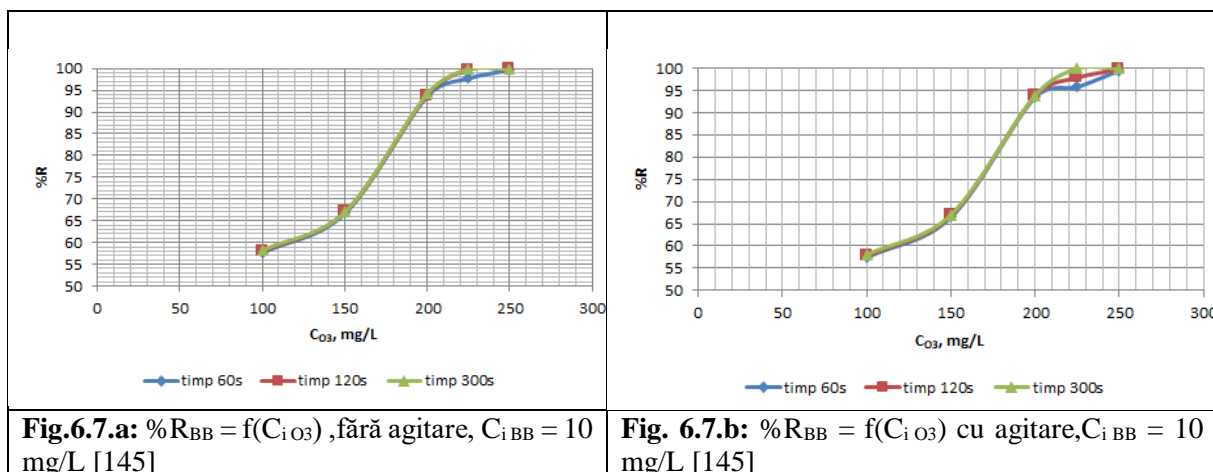 100
95
90
85
80
75
70
65
60
55
50
%R
0 50 100 150 200 250 300
C_O3, mg/L
timp 60s timp 120s timp 300s
Fig.6.7.a: %R_BB = f(C_i O3) ,fără agitare, C_i BB = 10
mg/L [145]
100
95
90
85
80
75
70
65
60
55
50
%R
0 50 100 150 200 250 300
C_O3, mg/L
timp 60s timp 120s timp 300s
Fig. 6.7.b: %R_BB = f(C_i O3) cu agitare,C_i BB = 10
mg/L [145]